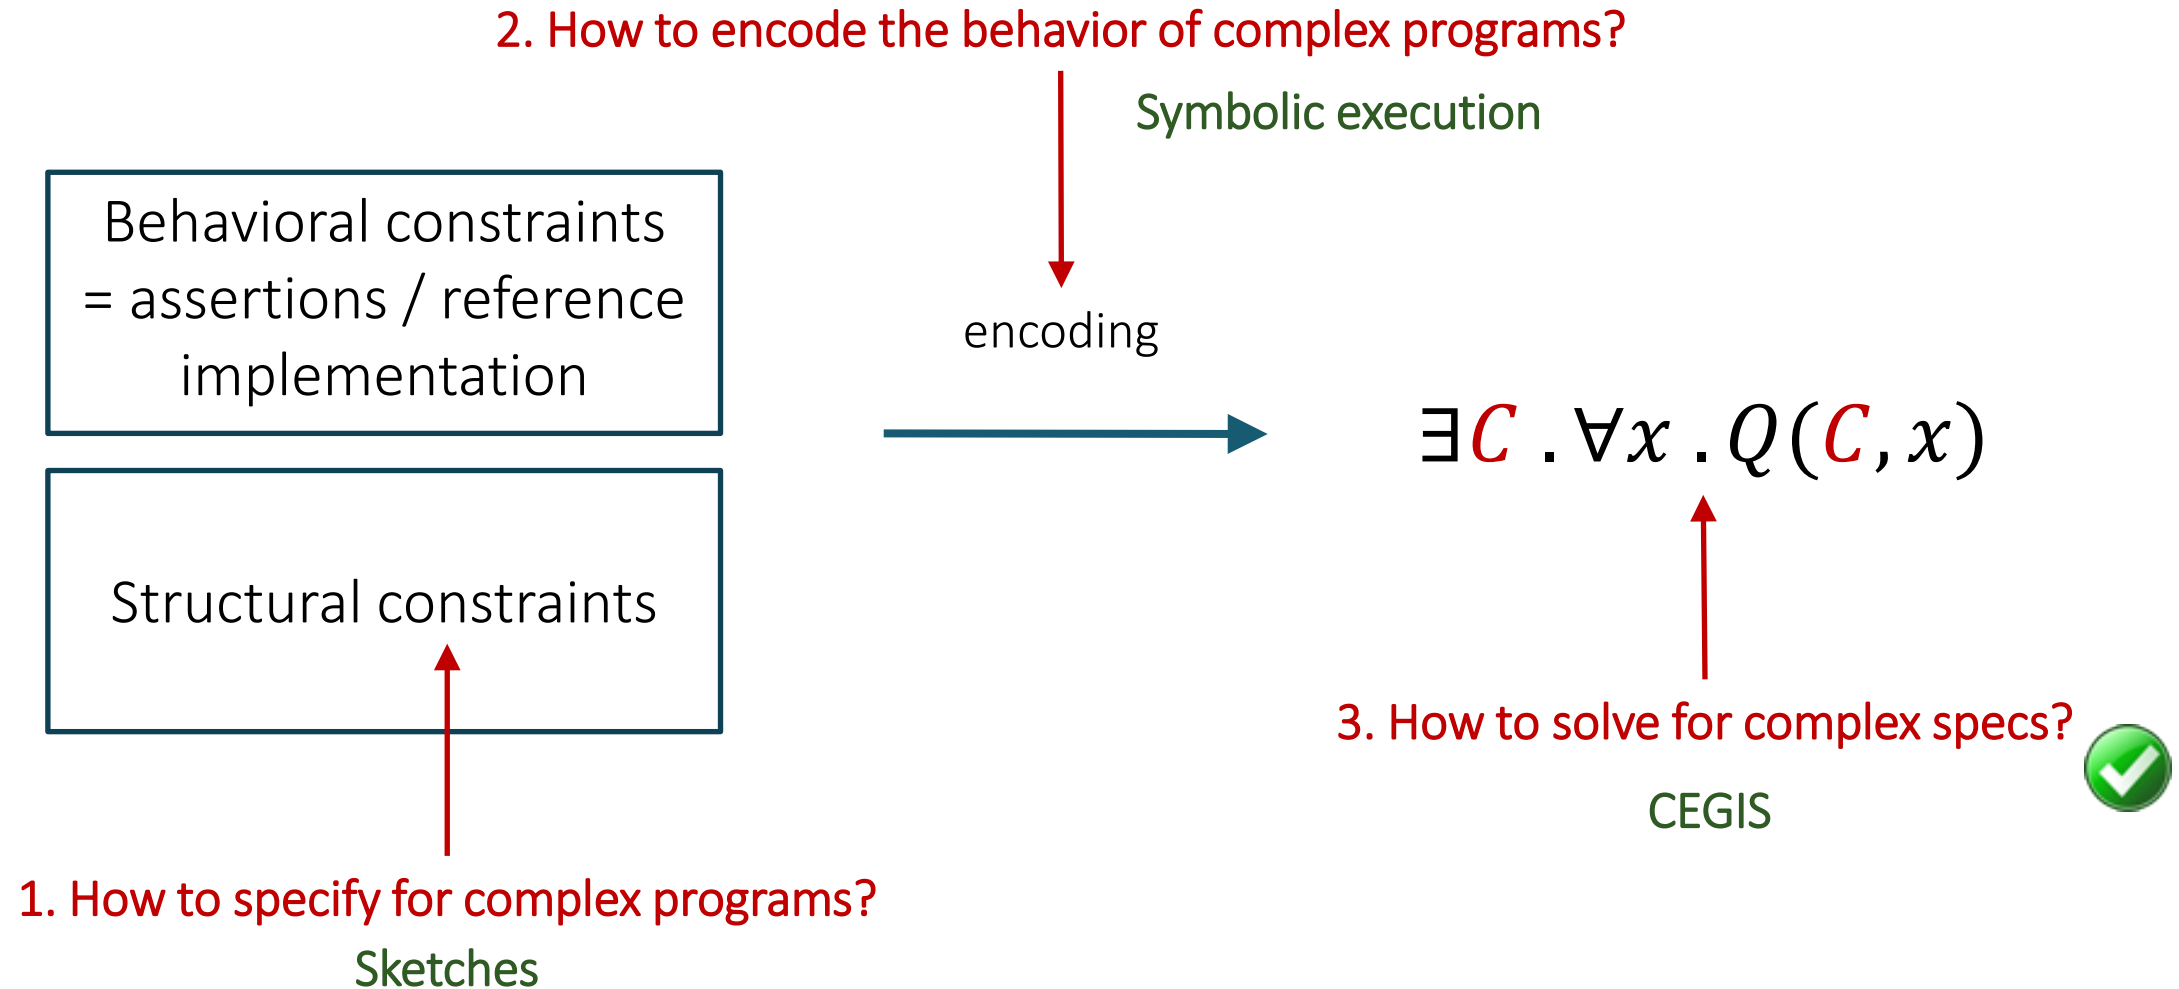 2. How to encode the behavior of complex programs?
Symbolic execution
Behavioral constraints
= assertions / reference
implementation
encoding
∃C . ∀x . Q(C, x)
Structural constraints
3. How to solve for complex specs?
CEGIS
1. How to specify for complex programs?
Sketches